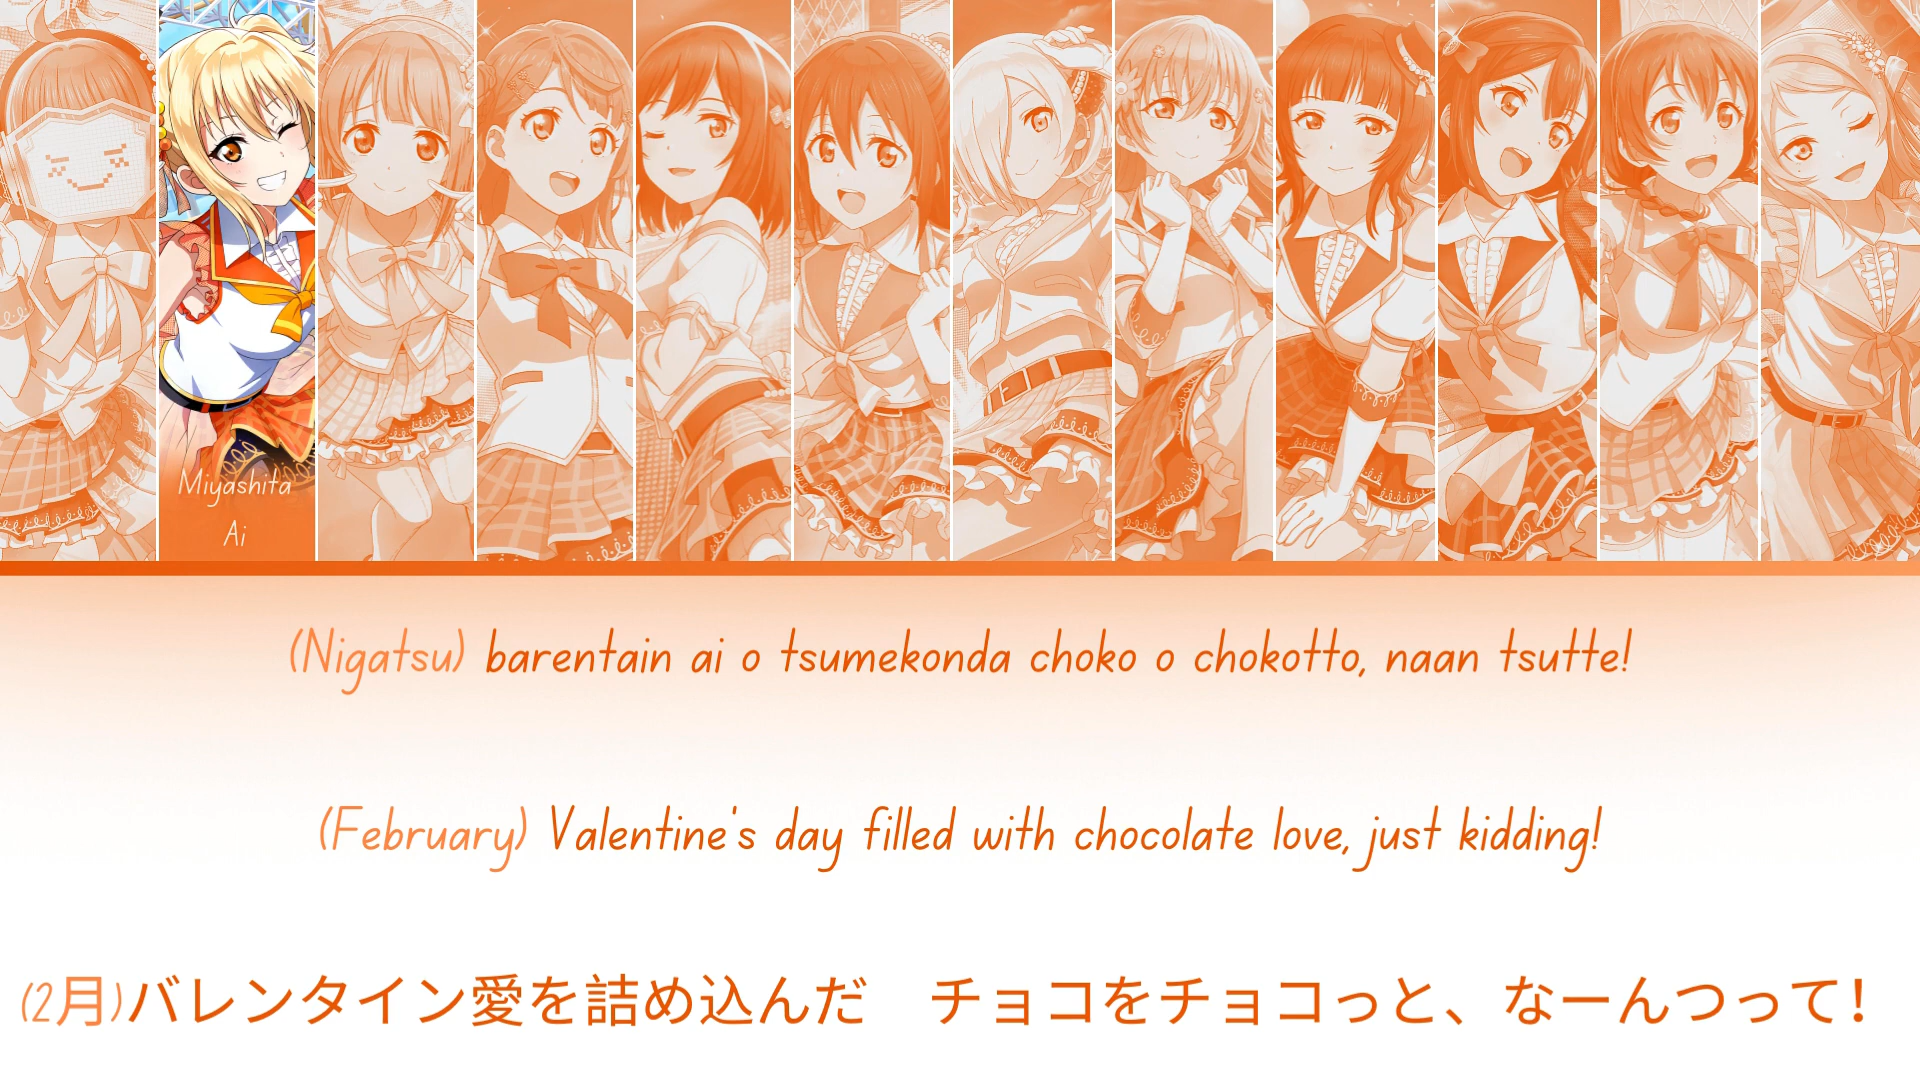 Miyashita
Ai
(Nigatsu) barentain ai o tsumekonda choko o chokotto, naan tsutte!
(February) Valentine's day filled with chocolate love, just kidding!
(2月)バレンタイン愛を詰め込んだ　チョコをチョコっと、なーんつって!